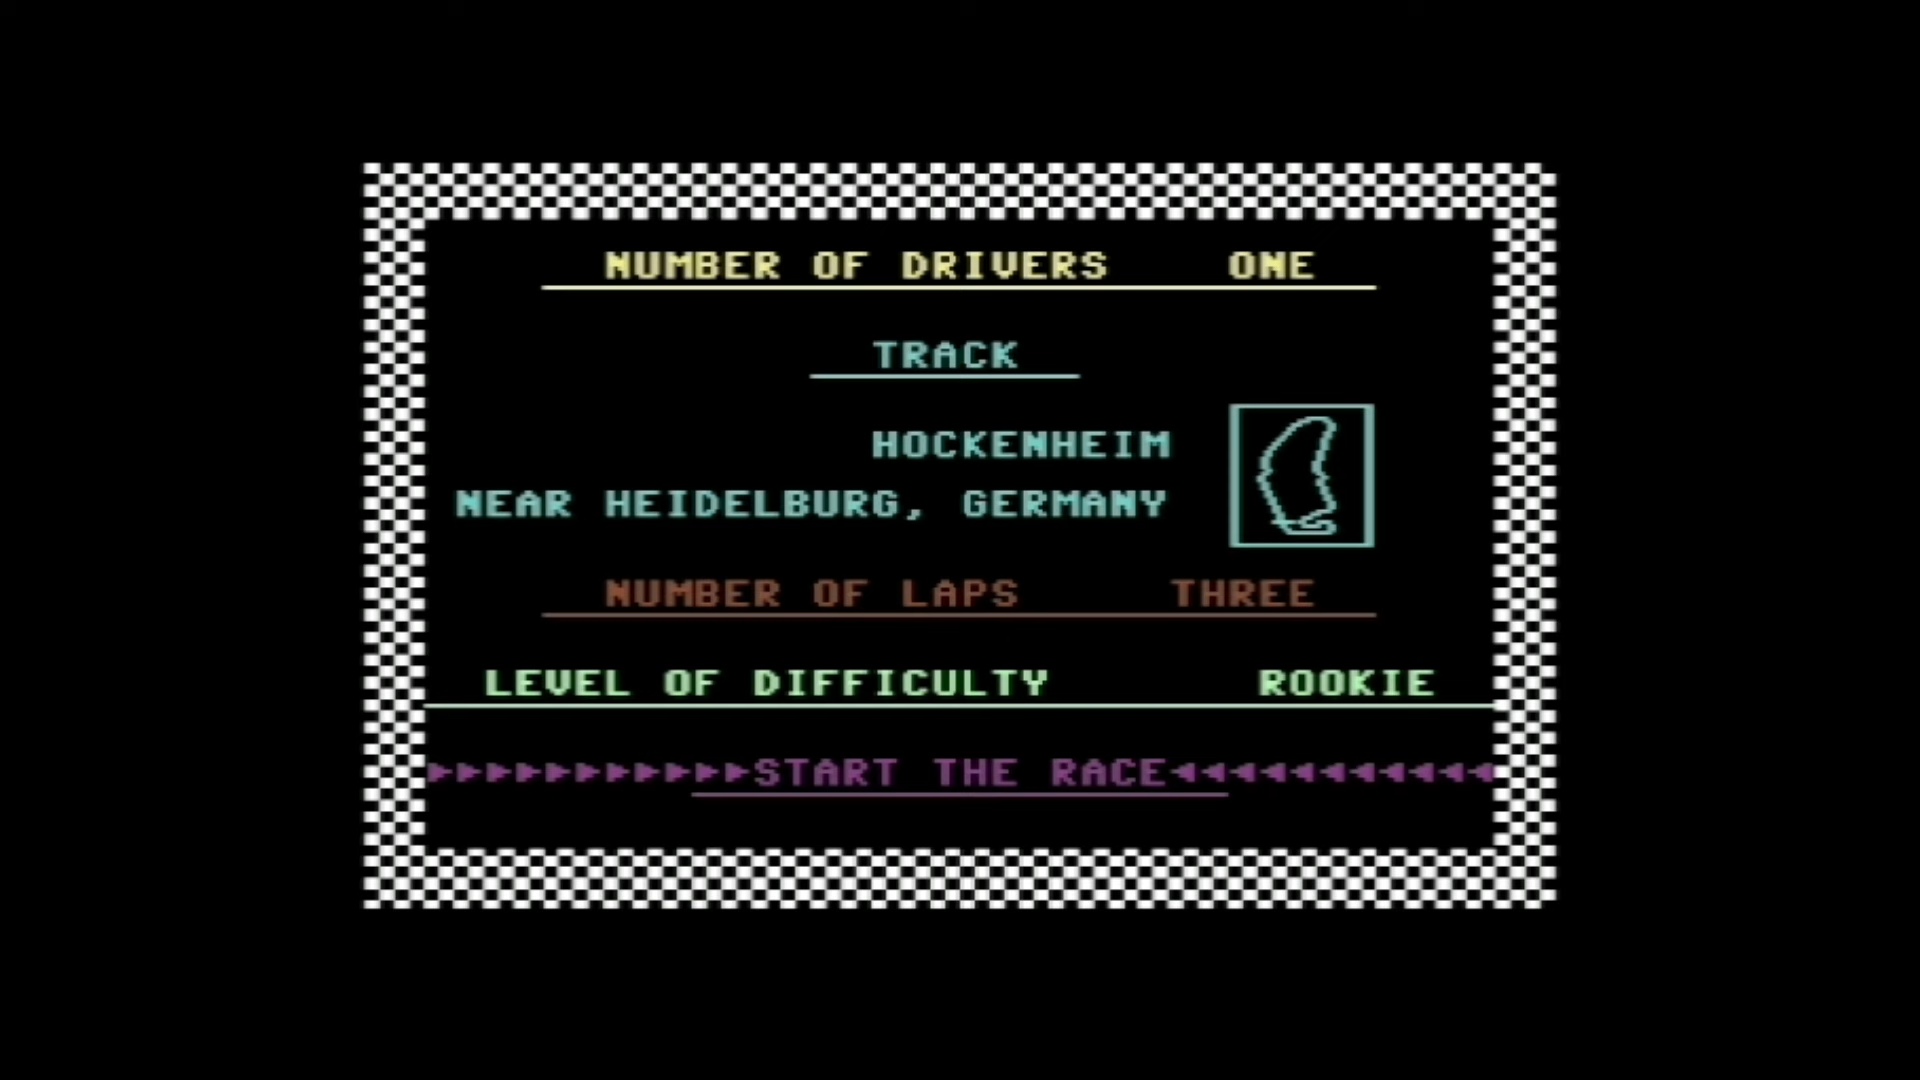 NUMBER OF DRIVERS ONE
TRACK
HOCKENHEIM
NEAR HEIDELBURG, GERMANY
NUMBER OF LAPS THREE
LEVEL OF DIFFICULTY ROOKIE
START THE RACE